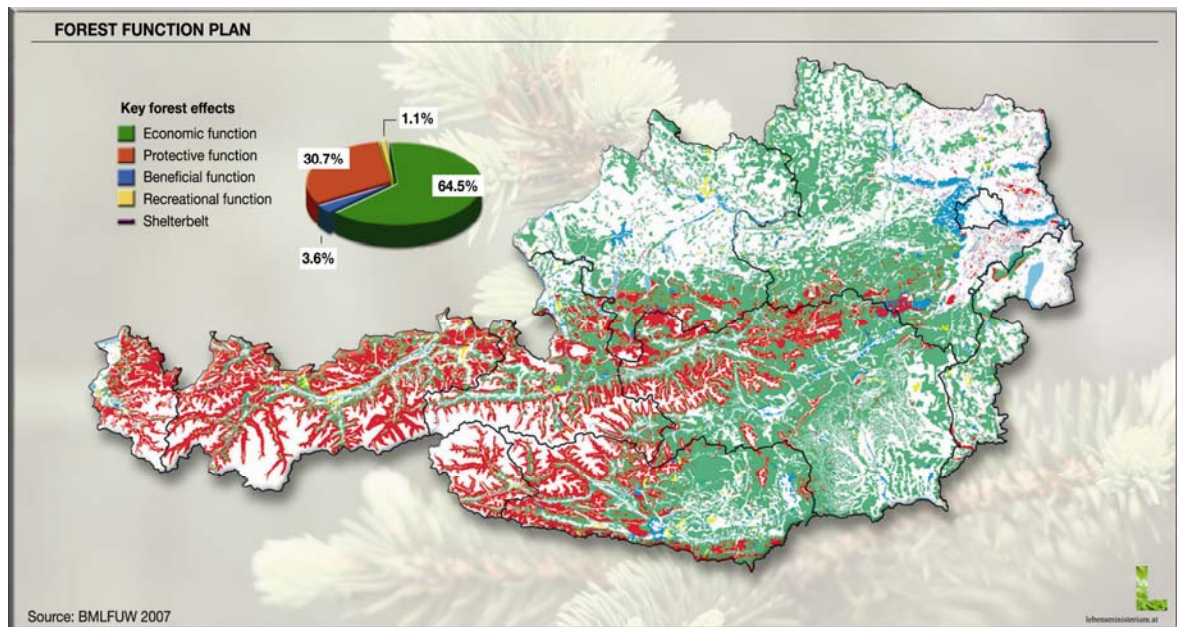 FOREST FUNCTION PLAN
Key forest effects
Economic function
Protective function
Beneficial function
Recreational function
Shelterbelt
1.1%
30.7%
64.5%
3.6%
Source: BMLFUW 2007
lebensministerium.at